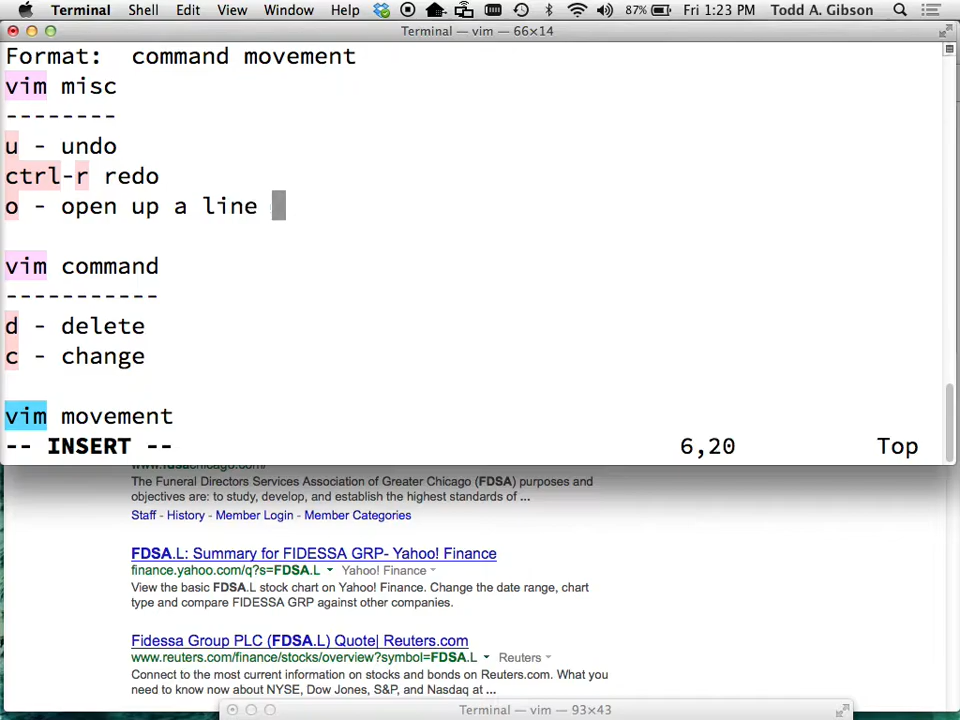 Terminal Shell Edit View Window Help 87% Fri 1:23 PM Todd A. Gibson
Terminal — vim — 66×14
Format:  command movement
vim misc
--------
u - undo
ctrl-r redo
o - open up a line
vim command
-----------
d - delete
c - change
vim movement
-- INSERT -- 6,20 Top
www.fdsachicago.com/
The Funeral Directors Services Association of Greater Chicago (FDSA) purposes and
objectives are: to study, develop, and establish the highest standards of ...
Staff - History - Member Login - Member Categories
FDSA.L: Summary for FIDESSA GRP- Yahoo! Finance
finance.yahoo.com/q?s=FDSA.L Yahoo! Finance
View the basic FDSA.L stock chart on Yahoo! Finance. Change the date range, chart
type and compare FIDESSA GRP against other companies.
Fidessa Group PLC (FDSA.L) Quote| Reuters.com
www.reuters.com/finance/stocks/overview?symbol=FDSA.L Reuters
Connect to the most current information on stocks and bonds on Reuters.com. Here is what you
need to know now about NYSE, Dow Jones, S&P, and Nasdaq at ...
Terminal — vim — 93×43